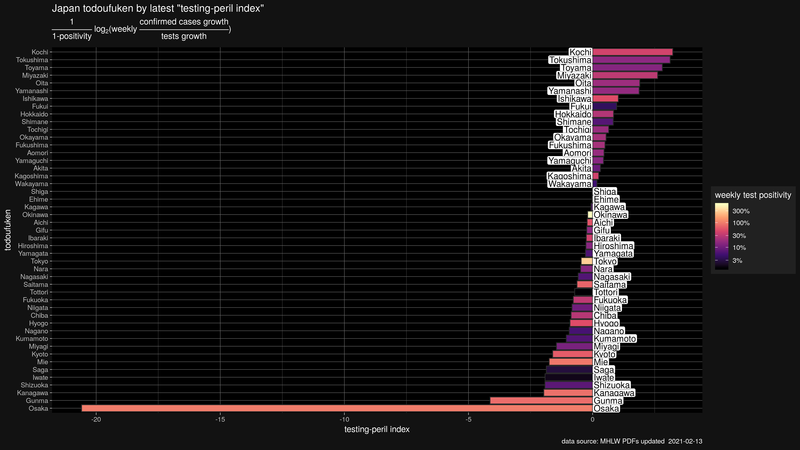 Japan todoufuken by latest "testing-peril index"
1
1-positivity
log2(weekly
confirmed cases growth
tests growth
)
todoufuken
Kochi Kochi
Tokushima Tokushima
Toyama Toyama
Miyazaki Miyazaki
Oita Oita
Yamanashi Yamanashi
Ishikawa Ishikawa
Fukui Fukui
Hokkaido Hokkaido
Shimane Shimane
Tochigi Tochigi
Okayama Okayama
Fukushima Fukushima
Aomori Aomori
Yamaguchi Yamaguchi
Akita Akita
Kagoshima Kagoshima
Wakayama Wakayama
Shiga Shiga
Ehime Ehime
Kagawa Kagawa
Okinawa Okinawa
Aichi Aichi
Gifu Gifu
Ibaraki Ibaraki
Hiroshima Hiroshima
Yamagata Yamagata
Tokyo Tokyo
Nara Nara
Nagasaki Nagasaki
Saitama Saitama
Tottori Tottori
Fukuoka Fukuoka
Niigata Niigata
Chiba Chiba
Hyogo Hyogo
Nagano Nagano
Kumamoto Kumamoto
Miyagi Miyagi
Kyoto Kyoto
Mie Mie
Saga Saga
Iwate Iwate
Shizuoka Shizuoka
Kanagawa Kanagawa
Gunma Gunma
Osaka Osaka
-20 -15 -10 -5 0
testing-peril index
weekly test positivity
300%
100%
30%
10%
3%
data source: MHLW PDFs updated 2021-02-13